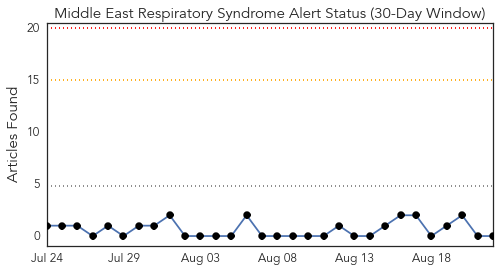 Middle East Respiratory Syndrome Alert Status (30-Day Window)
Articles Found
20
15
10
5
0
Jul 24 Jul 29 Aug 03 Aug 08 Aug 13 Aug 18